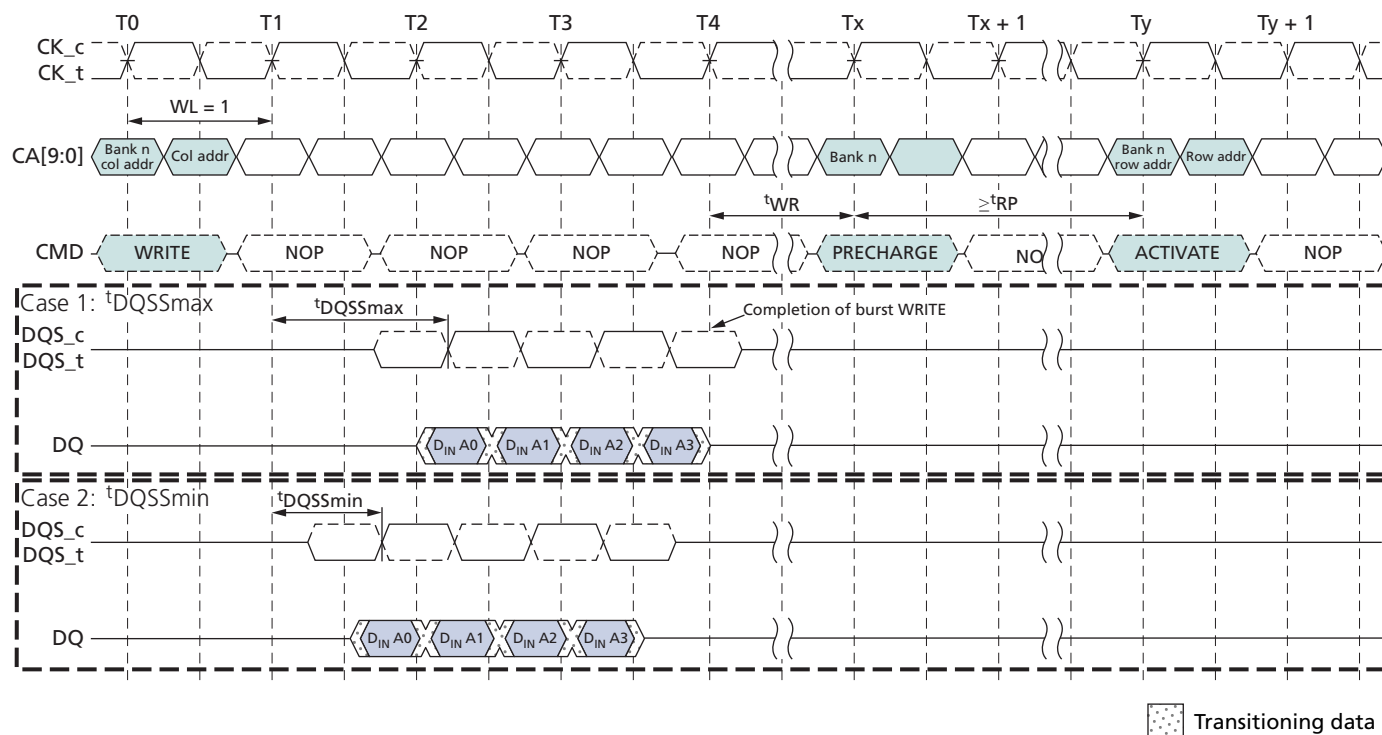 T0 T1 T2 T3 T4 Tx Tx + 1 Ty Ty + 1
CK_c
CK_t
WL = 1
CA[9:0] Bank n col addr Col addr Bank n Bank n row addr Row addr
tWR ≥tRP
CMD WRITE NOP NOP NOP NOP PRECHARGE NO ACTIVATE NOP
Case 1: tDQSSmax
tDQSSmax
Completion of burst WRITE
DQS_c
DQS_t
DQ DIN A0 DIN A1 DIN A2 DIN A3
Case 2: tDQSSmin
tDQSSmin
DQS_c
DQS_t
DQ DIN A0 DIN A1 DIN A2 DIN A3
Transitioning data